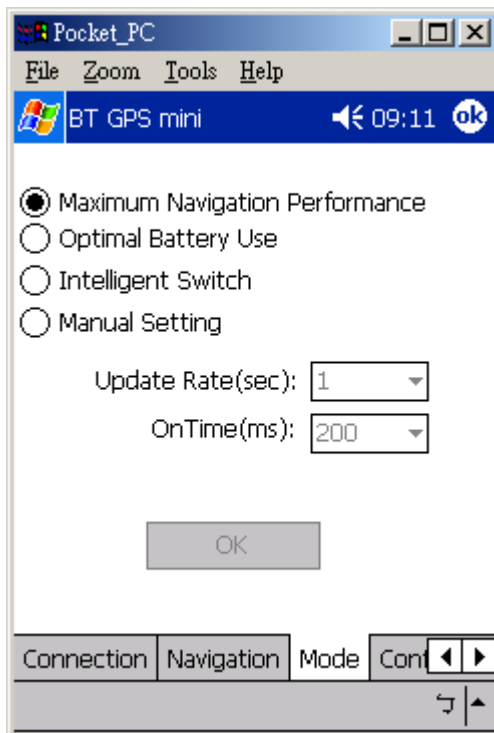 Pocket_PC
File Zoom Tools Help
BT GPS mini 09:11 ok
Maximum Navigation Performance
Optimal Battery Use
Intelligent Switch
Manual Setting
Update Rate(sec): 1
OnTime(ms): 200
OK
Connection Navigation Mode Conf
ㄅ